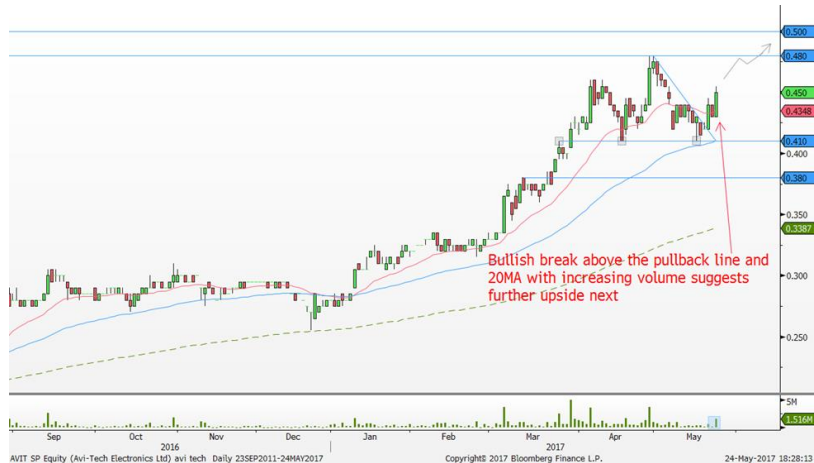 0.500
0.480
0.450
0.4348
0.410
0.400
0.380
0.350
0.3387
0.300
0.250
Bullish break above the pullback line and
20MA with increasing volume suggests
further upside next
5M
1.516M
Sep Oct Nov Dec Jan Feb Mar Apr May
2016 2017
AVIT SP Equity (Avi-Tech Electronics Ltd) avi tech Daily 23SEP2011-24MAY2017 Copyright© 2017 Bloomberg Finance L.P. 24-May-2017 18:28:13